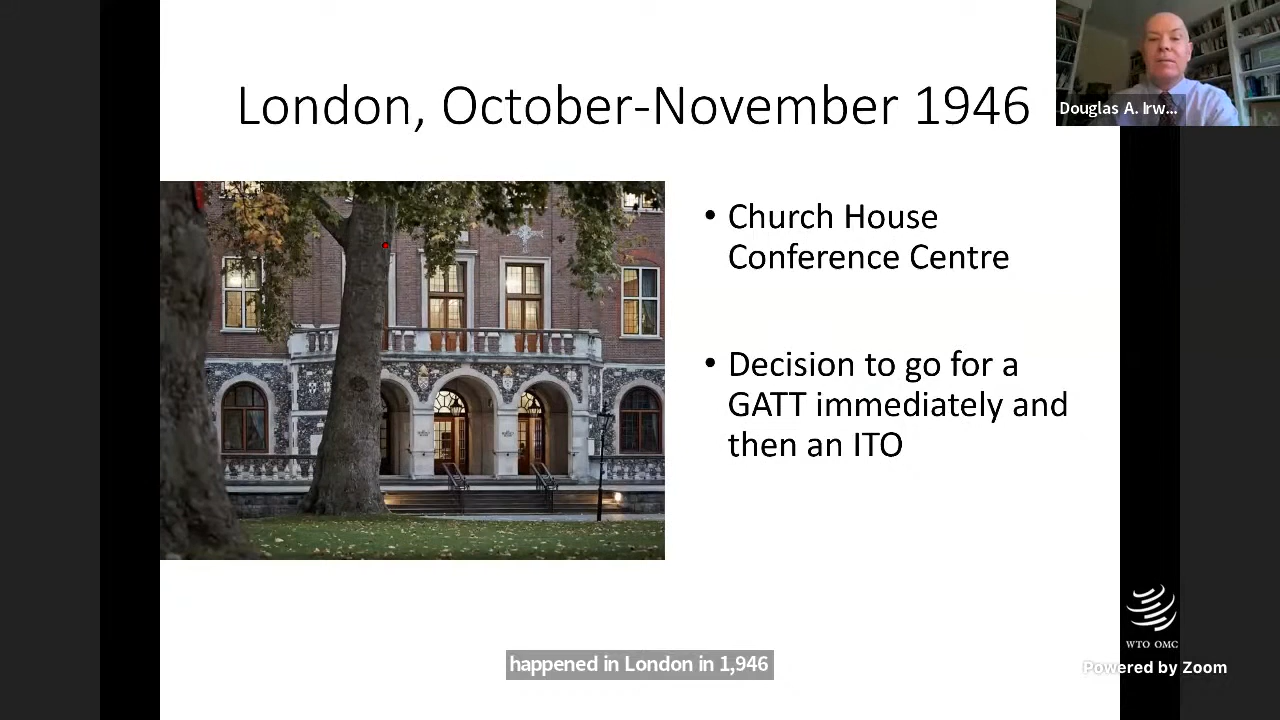 London, October-November 1946
Douglas A. Irw...
• Church House
Conference Centre
• Decision to go for a
GATT immediately and
then an ITO
WTO OMC
happened in London in 1,946
Powered by Zoom